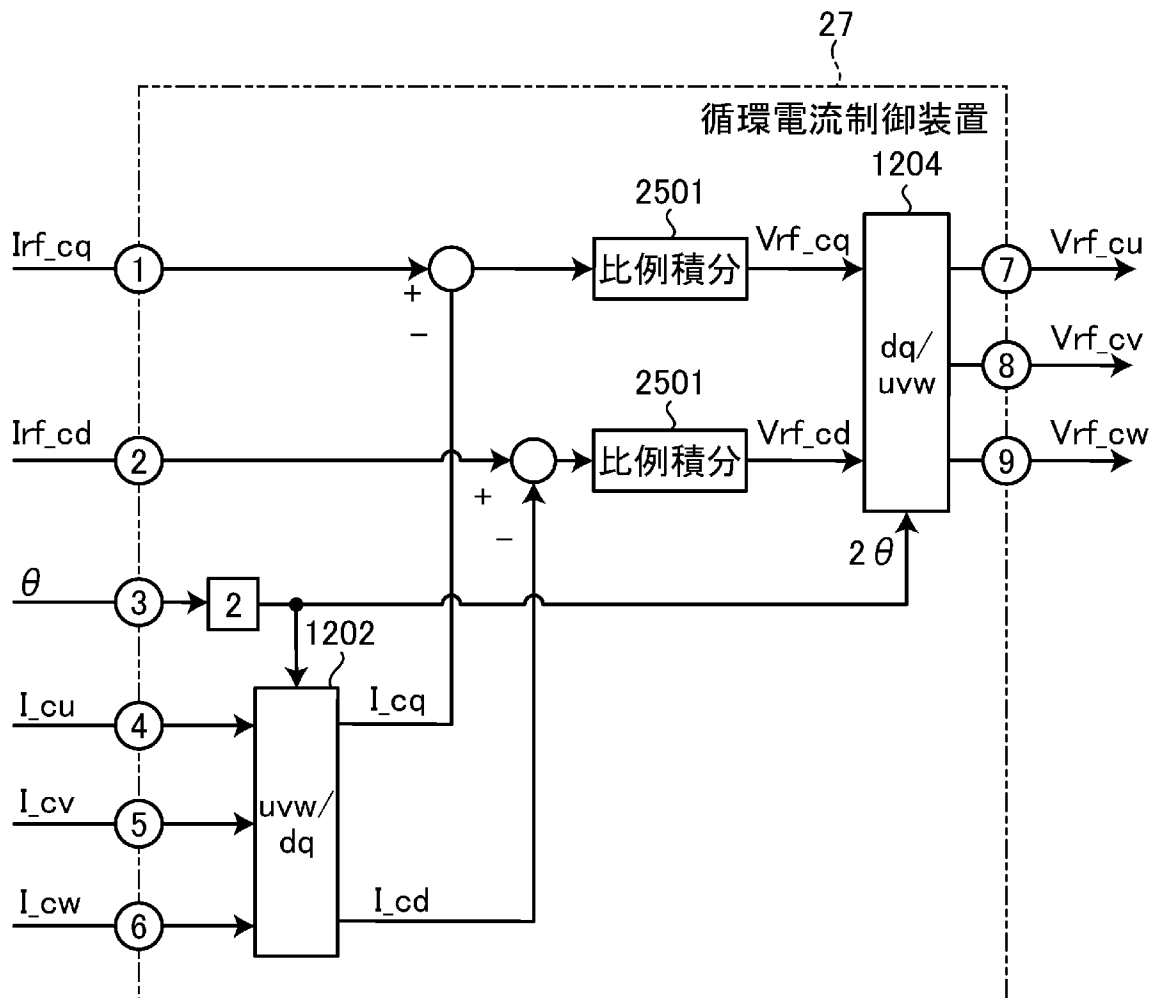 27
循環電流制御装置
1204
2501
Irf_cq
1
+
−
比例積分
Vrf_cq
dq/
uvw
7
Vrf_cu
8
Vrf_cv
2501
Irf_cd
2
+
−
比例積分
Vrf_cd
9
Vrf_cw
2θ
θ
3
2
1202
I_cu
4
I_cq
I_cv
5
uvw/
dq
I_cw
6
I_cd